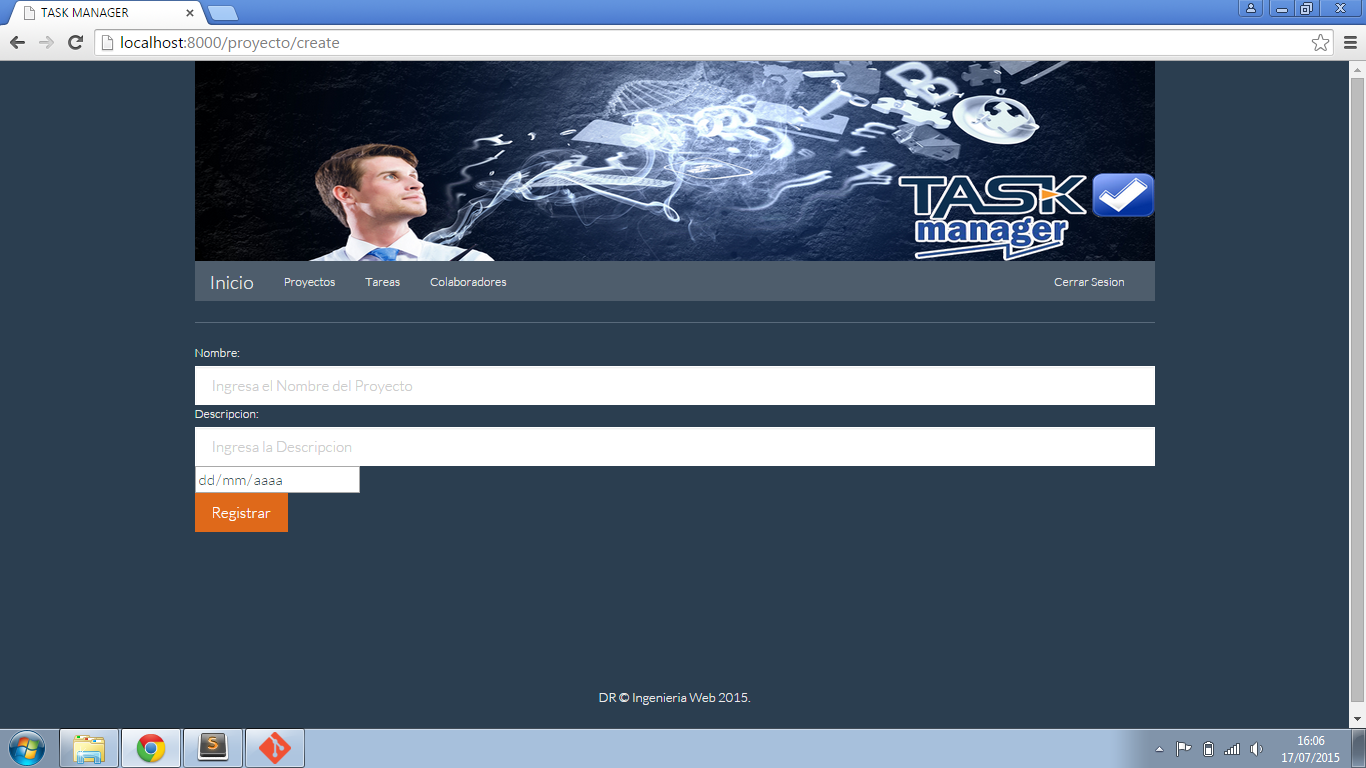 TASK MANAGER
localhost:8000/proyecto/create
TASK
manager
Inicio Proyectos Tareas Colaboradores Cerrar Sesion
Nombre:
Ingresa el Nombre del Proyecto
Descripcion:
Ingresa la Descripcion
dd/mm/aaaa
Registrar
DR © Ingenieria Web 2015.
16:06
17/07/2015